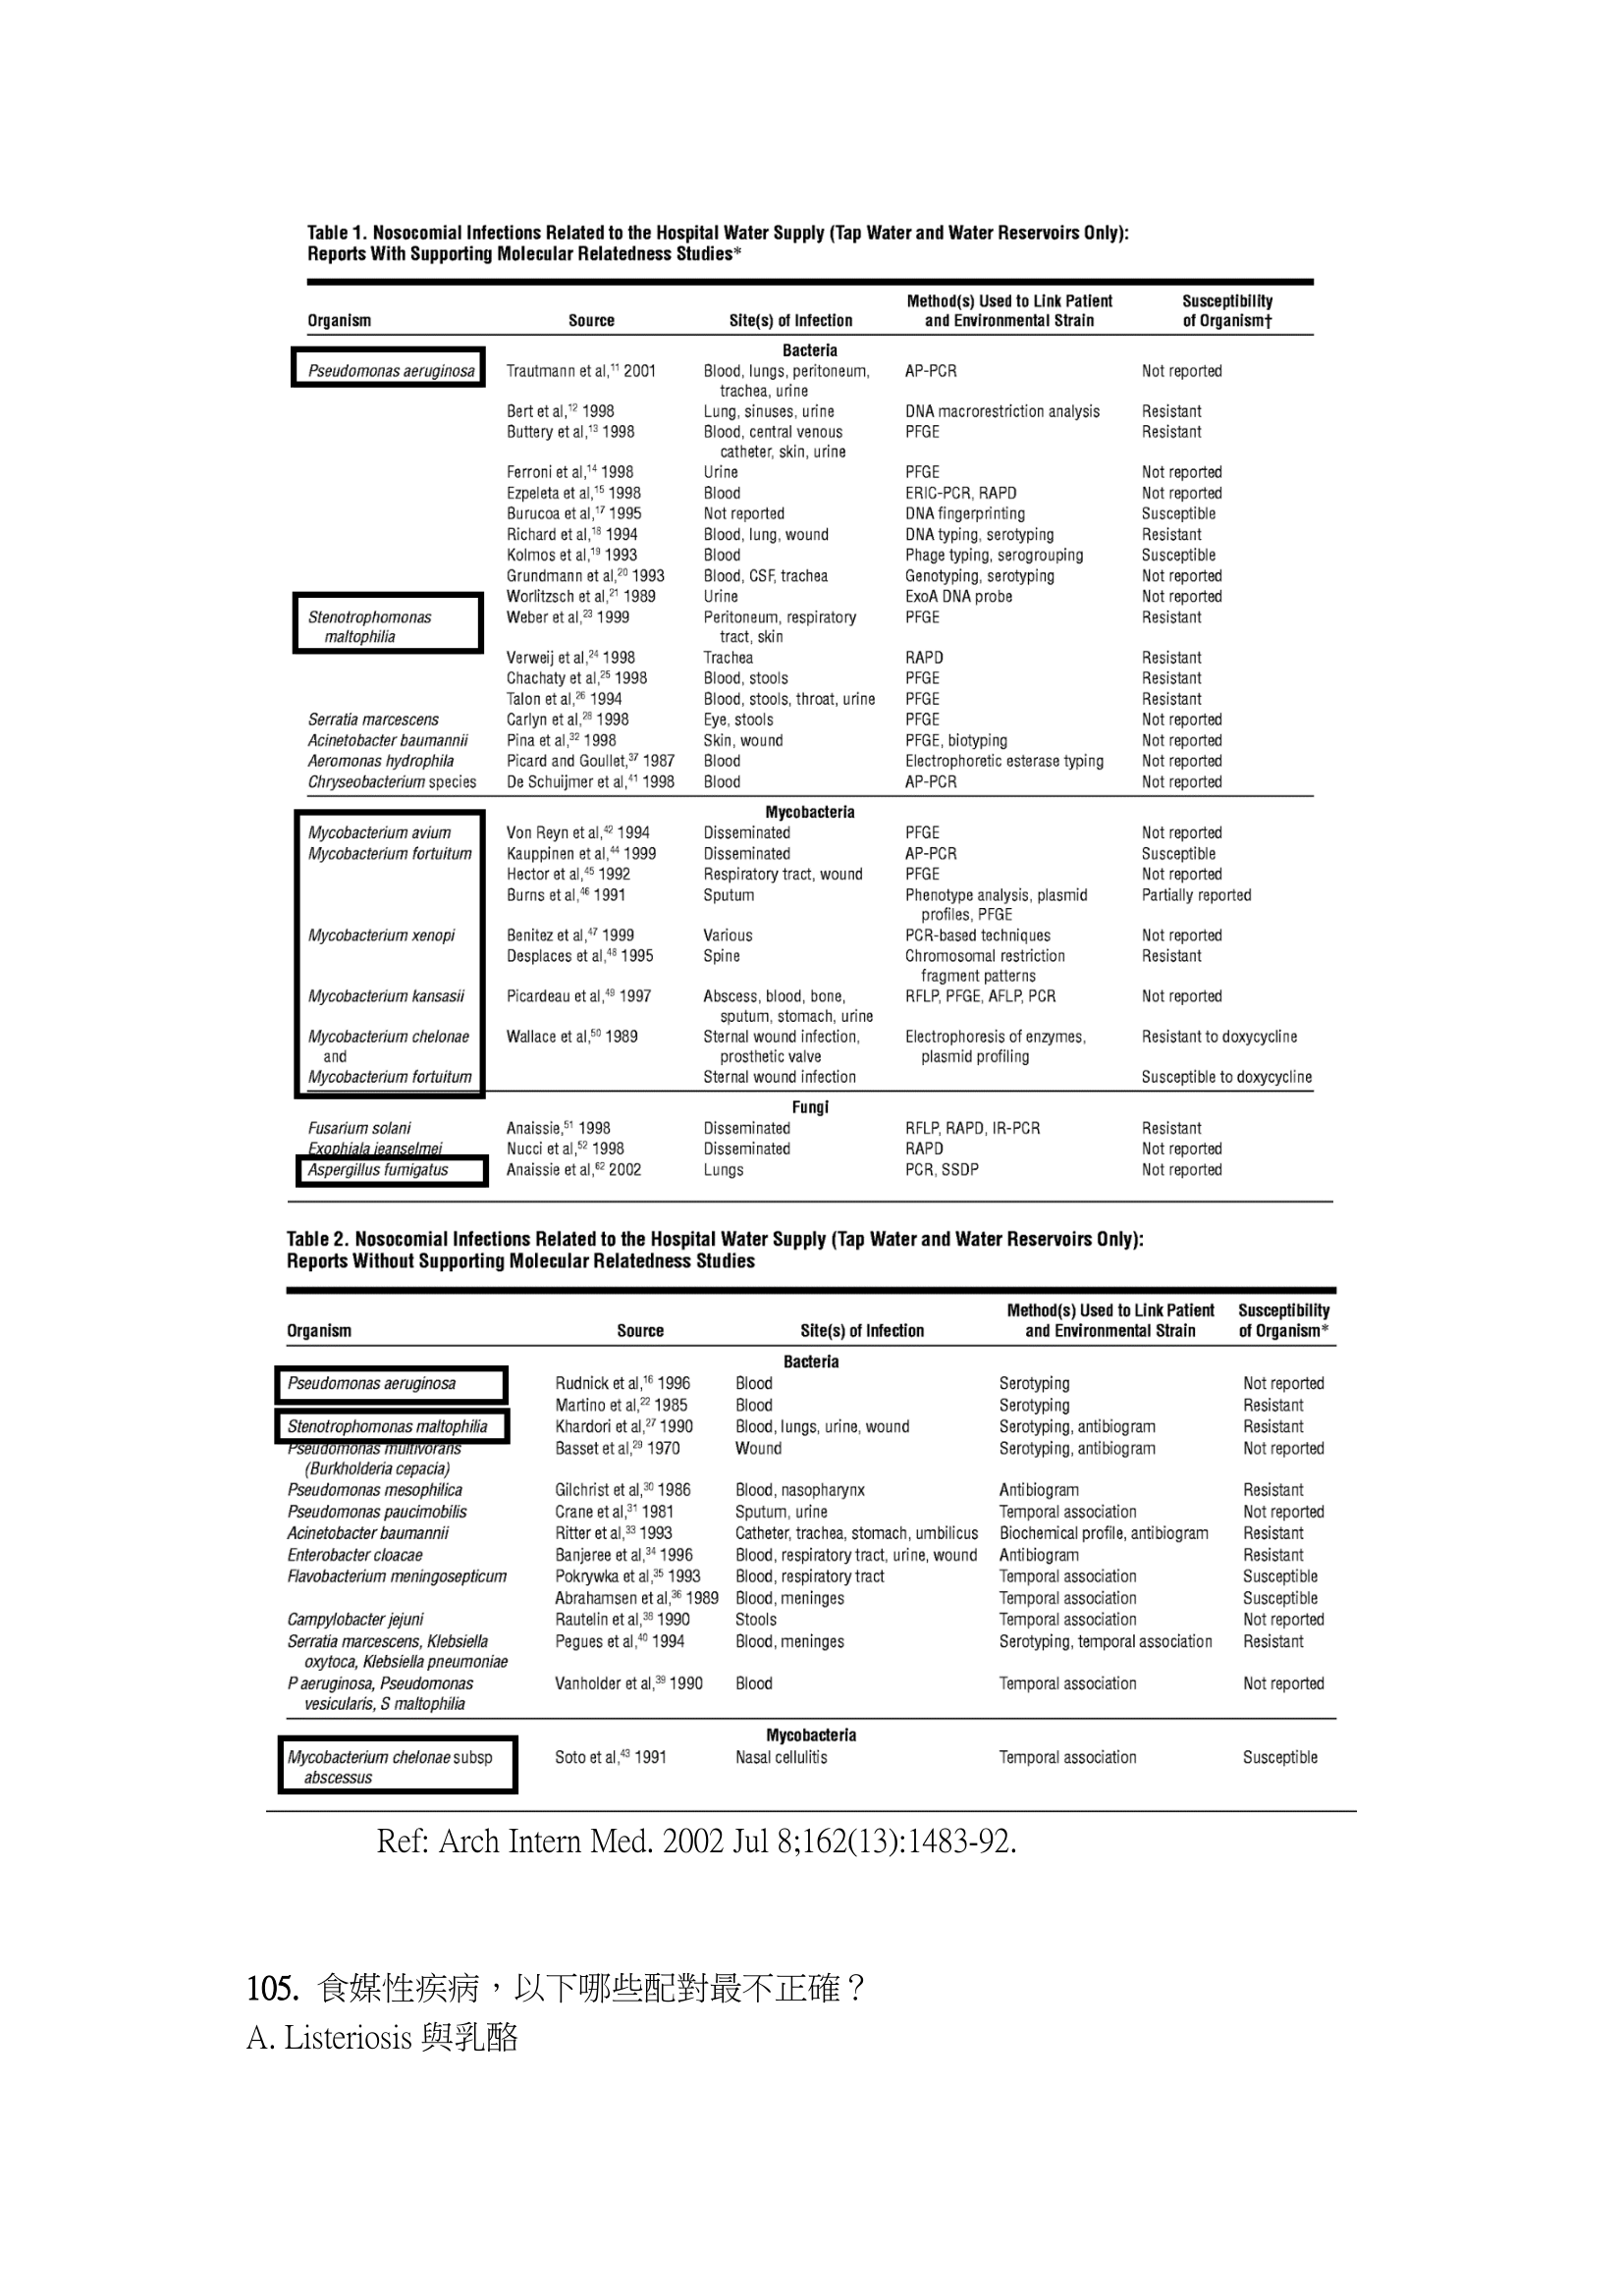 Table 1. Nosocomial Infections Related to the Hospital Water Supply (Tap Water and Water Reservoirs Only):
Reports With Supporting Molecular Relatedness Studies*
Organism Source Site(s) of Infection Method(s) Used to Link Patient and Environmental Strain Susceptibility of Organism†
Bacteria
Pseudomonas aeruginosa Trautmann et al,11 2001 Blood, lungs, peritoneum, AP-PCR Not reported
trachea, urine
Bert et al,12 1998 Lung, sinuses, urine DNA macrorestriction analysis Resistant
Buttery et al,13 1998 Blood, central venous PFGE Resistant
catheter, skin, urine
Ferroni et al,14 1998 Urine PFGE Not reported
Ezpeleta et al,15 1998 Blood ERIC-PCR, RAPD Not reported
Burucoa et al,17 1995 Not reported DNA fingerprinting Susceptible
Richard et al,18 1994 Blood, lung, wound DNA typing, serotyping Resistant
Kolmos et al,19 1993 Blood Phage typing, serogrouping Susceptible
Grundmann et al,20 1993 Blood, CSF, trachea Genotyping, serotyping Not reported
Worlitzsch et al,21 1989 Urine ExoA DNA probe Not reported
Stenotrophomonas Weber et al,23 1999 Peritoneum, respiratory PFGE Resistant
maltophilia tract, skin
Verweij et al,24 1998 Trachea RAPD Resistant
Chachaty et al,25 1998 Blood, stools PFGE Resistant
Talon et al,26 1994 Blood, stools, throat, urine PFGE Resistant
Serratia marcescens Carlyn et al,28 1998 Eye, stools PFGE Not reported
Acinetobacter baumannii Pina et al,32 1998 Skin, wound PFGE, biotyping Not reported
Aeromonas hydrophila Picard and Goullet,37 1987 Blood Electrophoretic esterase typing Not reported
Chryseobacterium species De Schuijmer et al,41 1998 Blood AP-PCR Not reported
Mycobacteria
Mycobacterium avium Von Reyn et al,42 1994 Disseminated PFGE Not reported
Mycobacterium fortuitum Kauppinen et al,44 1999 Disseminated AP-PCR Susceptible
Hector et al,45 1992 Respiratory tract, wound PFGE Not reported
Burns et al,46 1991 Sputum Phenotype analysis, plasmid Partially reported
profiles, PFGE
Mycobacterium xenopi Benitez et al,47 1999 Various PCR-based techniques Not reported
Desplaces et al,48 1995 Spine Chromosomal restriction Resistant
fragment patterns
Mycobacterium kansasii Picardeau et al,49 1997 Abscess, blood, bone, RFLP, PFGE, AFLP, PCR Not reported
sputum, stomach, urine
Mycobacterium chelonae Wallace et al,50 1989 Sternal wound infection, Electrophoresis of enzymes, Resistant to doxycycline
and prosthetic valve plasmid profiling
Mycobacterium fortuitum Sternal wound infection Susceptible to doxycycline
Fungi
Fusarium solani Anaissie,51 1998 Disseminated RFLP, RAPD, IR-PCR Resistant
Exophiala jeanselmei Nucci et al,52 1998 Disseminated RAPD Not reported
Aspergillus fumigatus Anaissie et al,62 2002 Lungs PCR, SSDP Not reported
Table 2. Nosocomial Infections Related to the Hospital Water Supply (Tap Water and Water Reservoirs Only):
Reports Without Supporting Molecular Relatedness Studies
Organism Source Site(s) of Infection Method(s) Used to Link Patient and Environmental Strain Susceptibility of Organism*
Bacteria
Pseudomonas aeruginosa Rudnick et al,16 1996 Blood Serotyping Not reported
Martino et al,22 1985 Blood Serotyping Resistant
Stenotrophomonas maltophilia Khardori et al,27 1990 Blood, lungs, urine, wound Serotyping, antibiogram Resistant
Pseudomonas multivorans Basset et al,29 1970 Wound Serotyping, antibiogram Not reported
(Burkholderia cepacia)
Pseudomonas mesophilica Gilchrist et al,30 1986 Blood, nasopharynx Antibiogram Resistant
Pseudomonas paucimobilis Crane et al,31 1981 Sputum, urine Temporal association Not reported
Acinetobacter baumannii Ritter et al,33 1993 Catheter, trachea, stomach, umbilicus Biochemical profile, antibiogram Resistant
Enterobacter cloacae Banjeree et al,34 1996 Blood, respiratory tract, urine, wound Antibiogram Resistant
Flavobacterium meningosepticum Pokrywka et al,35 1993 Blood, respiratory tract Temporal association Susceptible
Abrahamsen et al,36 1989 Blood, meninges Temporal association Susceptible
Campylobacter jejuni Rautelin et al,38 1990 Stools Temporal association Not reported
Serratia marcescens, Klebsiella Pegues et al,40 1994 Blood, meninges Serotyping, temporal association Resistant
oxytoca, Klebsiella pneumoniae
P aeruginosa, Pseudomonas Vanholder et al,39 1990 Blood Temporal association Not reported
vesicularis, S maltophilia
Mycobacteria
Mycobacterium chelonae subsp Soto et al,43 1991 Nasal cellulitis Temporal association Susceptible
abscessus
Ref: Arch Intern Med. 2002 Jul 8;162(13):1483-92.
105. 食媒性疾病，以下哪些配對最不正確？
A. Listeriosis 與乳酪